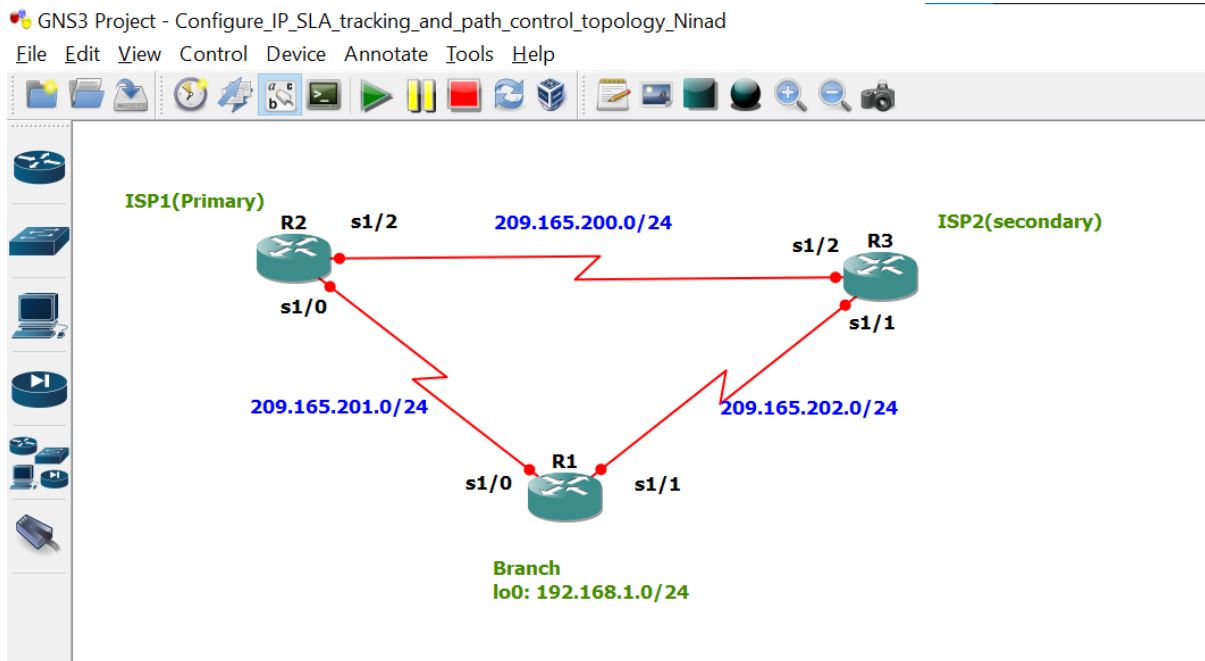 GNS3 Project - Configure_IP_SLA_tracking_and_path_control_topology_Ninad
File Edit View Control Device Annotate Tools Help
ISP1(Primary)
R2
s1/2
209.165.200.0/24
ISP2(secondary)
s1/2
R3
s1/0
s1/1
209.165.201.0/24
209.165.202.0/24
R1
s1/0
s1/1
Branch
lo0: 192.168.1.0/24